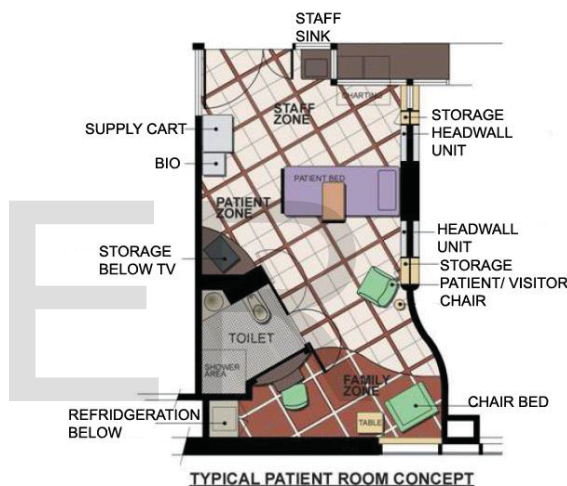 STAFF
SINK
CHARTING
STAFF
ZONE
STORAGE
HEADWALL
UNIT
SUPPLY CART
BIO
PATIENT BED
PATIENT
ZONE
HEADWALL
UNIT
STORAGE
PATIENT/ VISITOR
CHAIR
STORAGE
BELOW TV
TOILET
SHOWER
AREA
FAMILY
ZONE
CHAIR BED
REFRIDGERATION
BELOW
TABLE
TYPICAL PATIENT ROOM CONCEPT